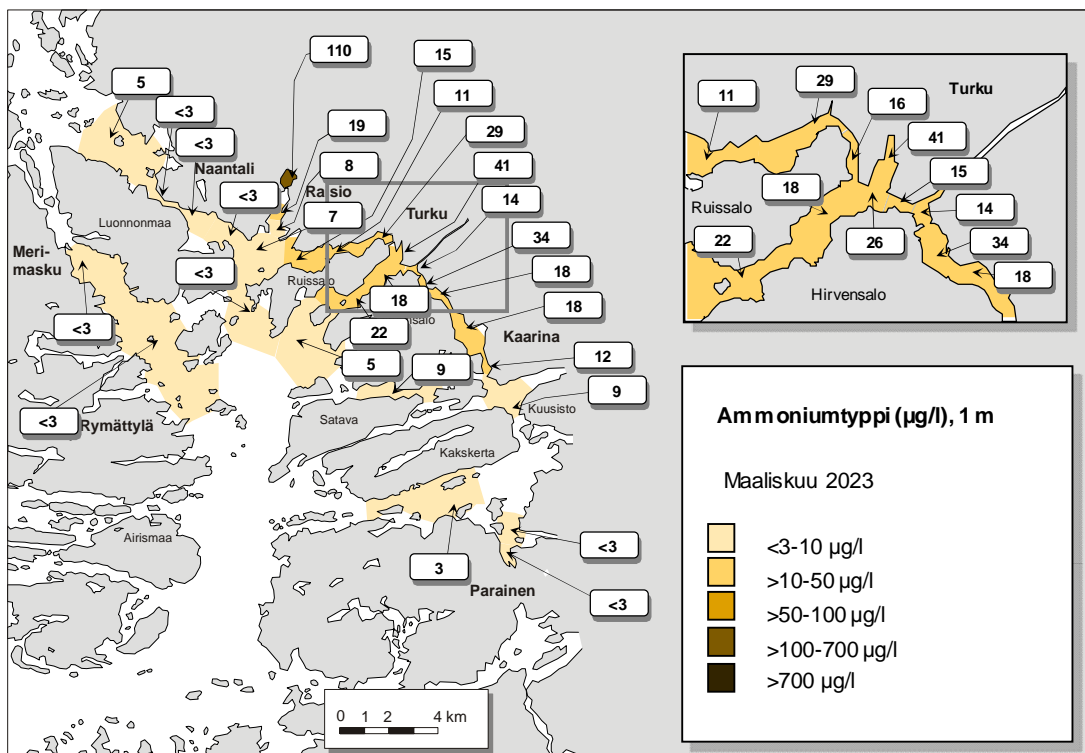 110
15
5
<3
11
<3
19
29
Naantali
8
41
Raisio
<3
14
7
Turku
Luonnonmaa
34
Meri-
masku
<3
Ruissalo
18
18
18
<3
22
Kaarina
5
9
12
9
<3
Rymättylä
Satava
Kuusisto
Kakskerta
Airismaa
3
<3
Parainen
<3
0 1 2 4 km
29
Turku
11
16
41
18
15
Ruissalo
14
22
26
34
18
Hirvensalo
Ammoniumtyppi (µg/l), 1 m
Maaliskuu 2023
<3-10 µg/l
>10-50 µg/l
>50-100 µg/l
>100-700 µg/l
>700 µg/l